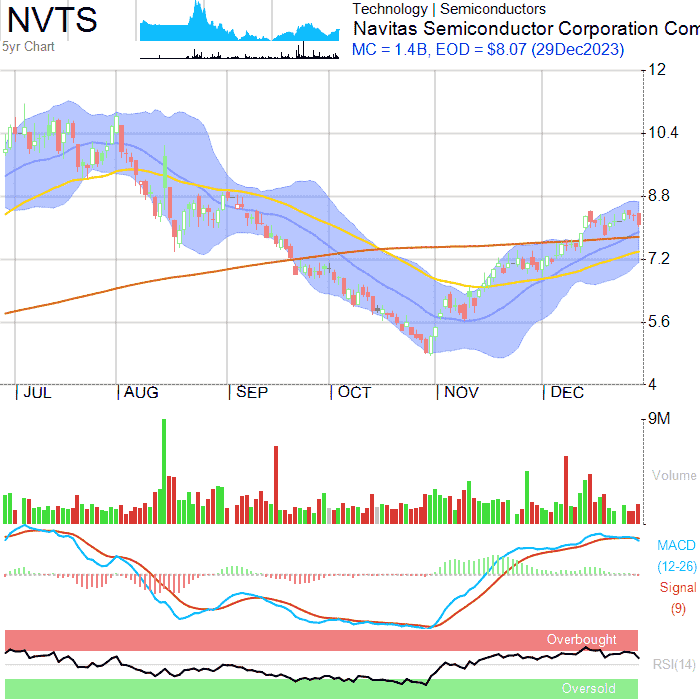 NVTS
5yr Chart
Technology | Semiconductors
Navitas Semiconductor Corporation Com
MC = 1.4B, EOD = $8.07 (29Dec2023)
12
10.4
8.8
7.2
5.6
4
JUL
AUG
SEP
OCT
NOV
DEC
9M
Volume
MACD
(12-26)
Signal
(9)
Overbought
RSI(14)
Oversold